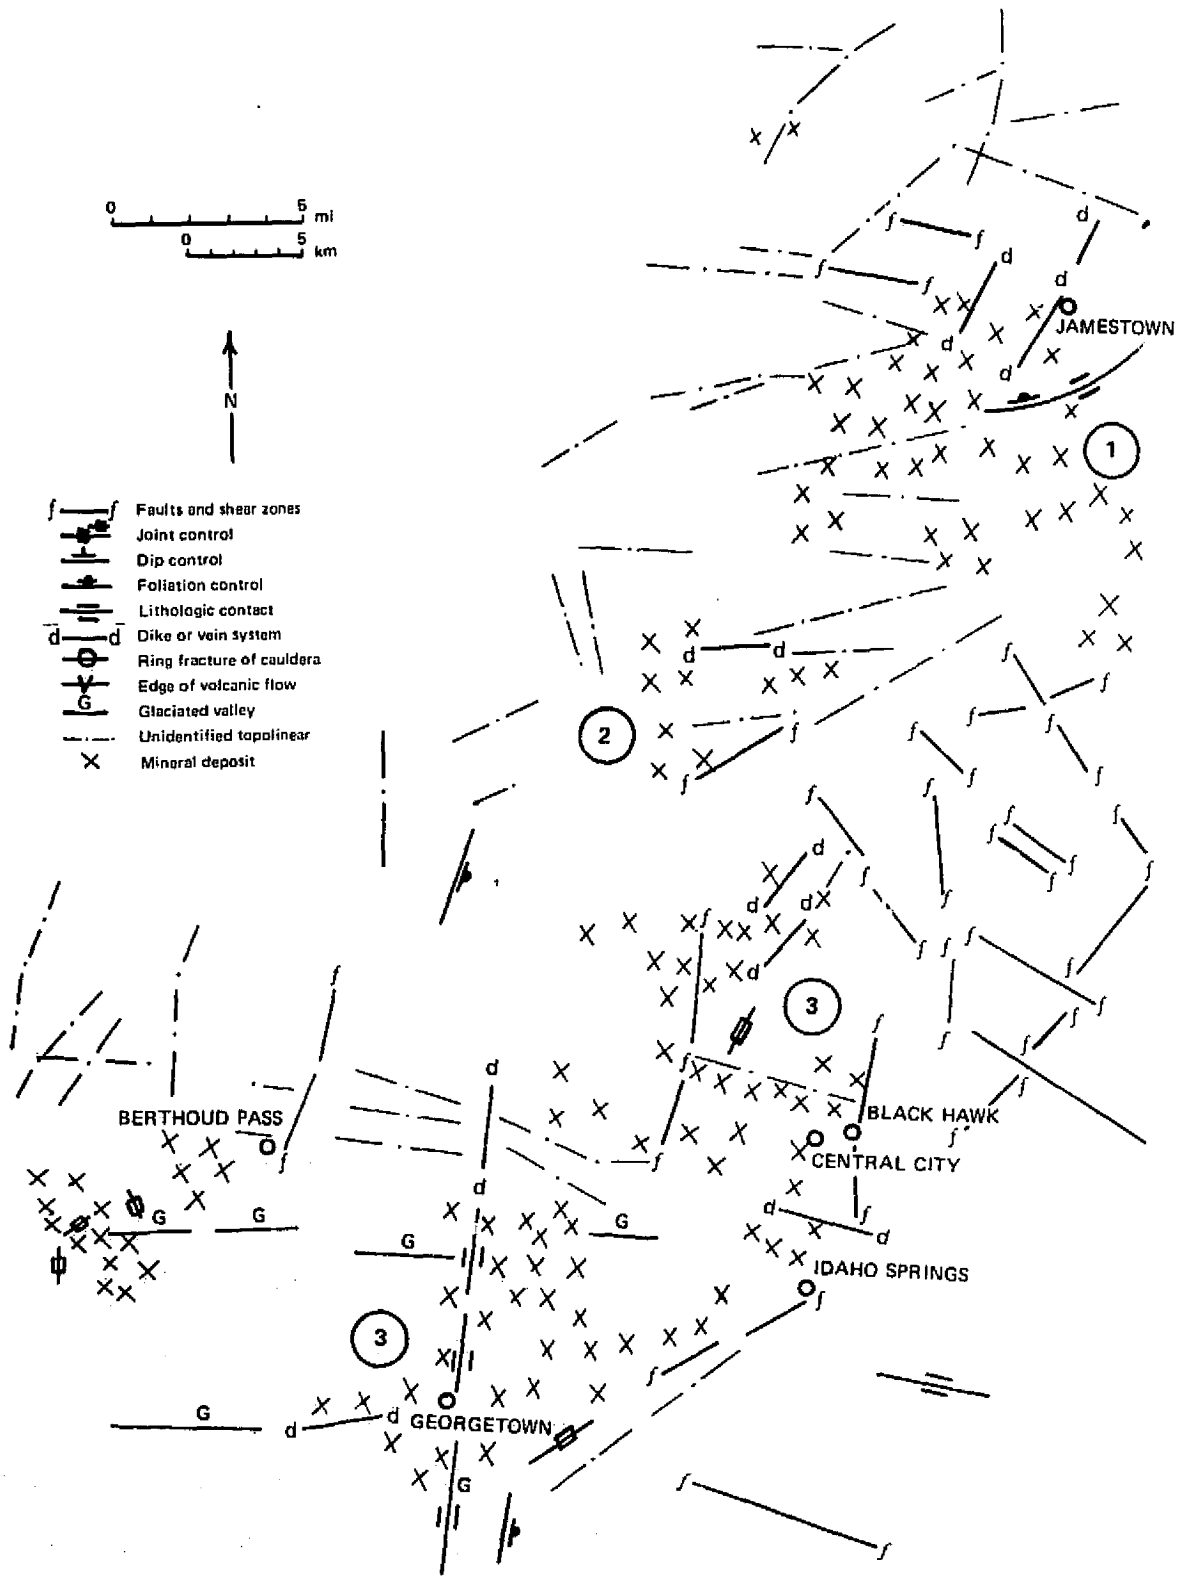 0 5
mi
0 5
km
N
f f Faults and shear zones
Joint control
Dip control
Foliation control
Lithologic contact
d d Dike or vein system
Ring fracture of cauldera
Edge of volcanic flow
G Glaciated valley
Unidentified topolinear
X Mineral deposit
JAMESTOWN
1
2
3
BLACK HAWK
BERTHOUD PASS
CENTRAL CITY
G G
G
G
IDAHO SPRINGS
3
G
GEORGETOWN
G